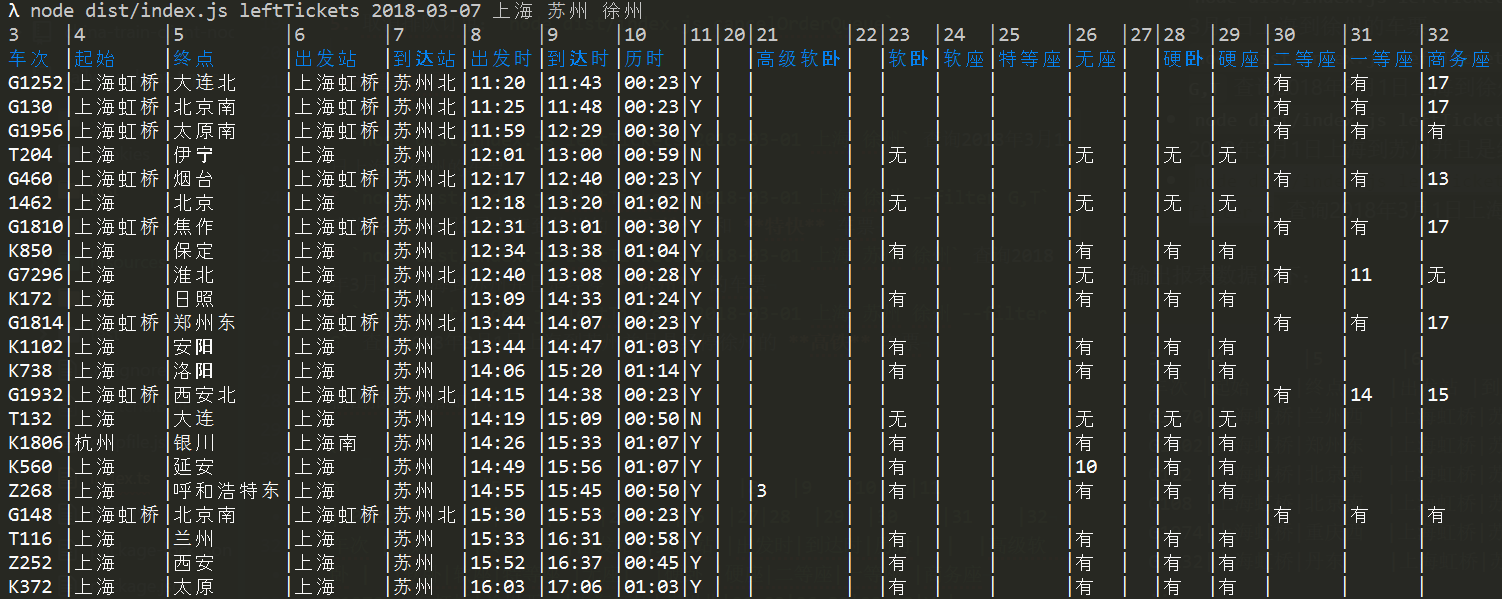 λ node dist/index.js leftTickets 2018-03-07 上海 苏州 徐州
3 |4 |5 |6 |7 |8 |9 |10 |11|20|21 |22|23 |24 |25 |26 |27|28 |29 |30 |31 |32
车次 |起始 |终点 |出发站 |到达站|出发时|到达时|历时 | | |高级软卧| |软卧|软座|特等座|无座| |硬卧|硬座|二等座|一等座|商务座
G1252|上海虹桥|大连北 |上海虹桥|苏州北|11:20 |11:43 |00:23|Y | | | | | | | | | | |有 |有 |17
G130 |上海虹桥|北京南 |上海虹桥|苏州北|11:25 |11:48 |00:23|Y | | | | | | | | | | |有 |有 |17
G1956|上海虹桥|太原南 |上海虹桥|苏州北|11:59 |12:29 |00:30|Y | | | | | | | | | | |有 |有 |有
T204 |上海 |伊宁 |上海 |苏州 |12:01 |13:00 |00:59|N | | | |无 | | |无 | |无 |无 | | |
G460 |上海虹桥|烟台 |上海虹桥|苏州北|12:17 |12:40 |00:23|Y | | | | | | | | | | |有 |有 |13
1462 |上海 |北京 |上海 |苏州 |12:18 |13:20 |01:02|N | | | |无 | | |无 | |无 |无 | | |
G1810|上海虹桥|焦作 |上海虹桥|苏州北|12:31 |13:01 |00:30|Y | | | | | | | | | | |有 |有 |17
K850 |上海 |保定 |上海 |苏州 |12:34 |13:38 |01:04|Y | | | |有 | | |有 | |有 |有 | | |
G7296|上海 |淮北 |上海 |苏州北|12:40 |13:08 |00:28|Y | | | | | | |无 | | | |有 |11 |无
K172 |上海 |日照 |上海 |苏州 |13:09 |14:33 |01:24|Y | | | |有 | | |有 | |有 |有 | | |
G1814|上海虹桥|郑州东 |上海虹桥|苏州北|13:44 |14:07 |00:23|Y | | | | | | | | | | |有 |有 |17
K1102|上海 |安阳 |上海 |苏州 |13:44 |14:47 |01:03|Y | | | |有 | | |有 | |有 |有 | | |
K738 |上海 |洛阳 |上海 |苏州 |14:06 |15:20 |01:14|Y | | | |有 | | |有 | |有 |有 | | |
G1932|上海虹桥|西安北 |上海虹桥|苏州北|14:15 |14:38 |00:23|Y | | | | | | | | | | |有 |14 |15
T132 |上海 |大连 |上海 |苏州 |14:19 |15:09 |00:50|N | | | |无 | | |无 | |无 |无 | | |
K1806|杭州 |银川 |上海南 |苏州 |14:26 |15:33 |01:07|Y | | | |有 | | |有 | |有 |有 | | |
K560 |上海 |延安 |上海 |苏州 |14:49 |15:56 |01:07|Y | | | |有 | | |10 | |有 |有 | | |
Z268 |上海 |呼和浩特东|上海 |苏州 |14:55 |15:45 |00:50|Y | |3 | |有 | | |有 | |有 |有 | | |
G148 |上海虹桥|北京南 |上海虹桥|苏州北|15:30 |15:53 |00:23|Y | | | | | | | | | | |有 |有 |有
T116 |上海 |兰州 |上海 |苏州 |15:33 |16:31 |00:58|Y | | | |有 | | |有 | |有 |有 | | |
Z252 |上海 |西安 |上海 |苏州 |15:52 |16:37 |00:45|Y | | | |有 | | |有 | |有 |有 | | |
K372 |上海 |太原 |上海 |苏州 |16:03 |17:06 |01:03|Y | | | |有 | | |有 | |有 |有 | | |